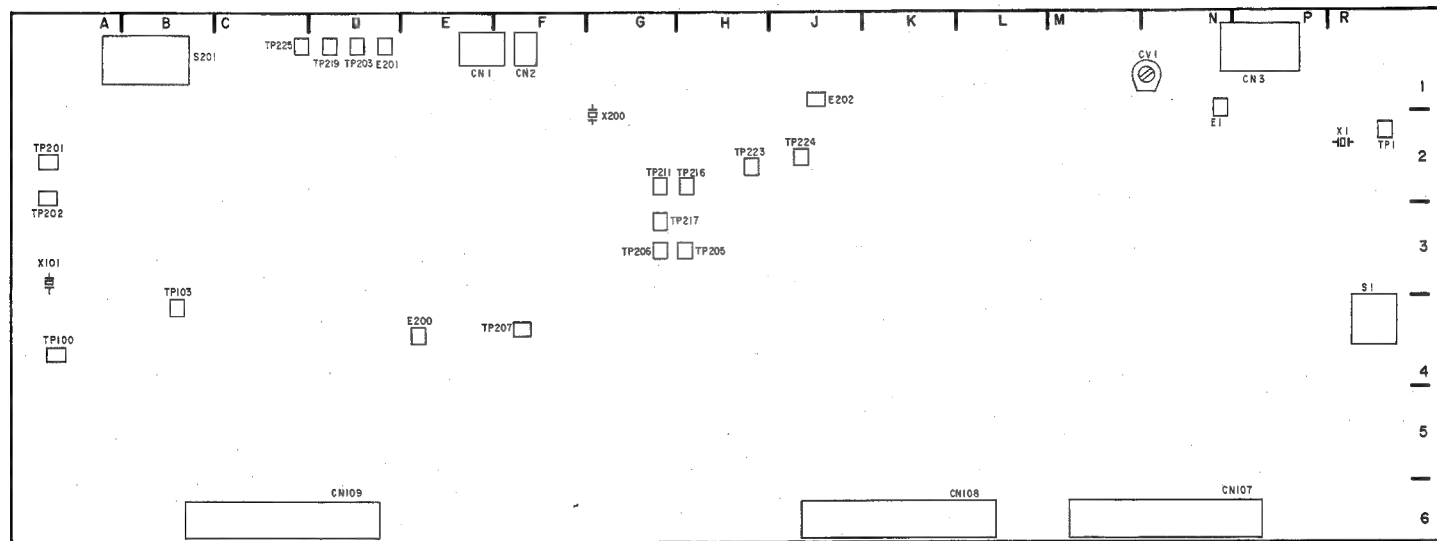 A B C D E F G H J K L M N P R
TP225
TP219 TP203 E201
S201
CN1 CN2
CV1
CN3
1
E202
X200
E1
X1
TP1
TP201
TP223
TP224
2
TP211 TP216
TP202
TP217
TP206
TP205
3
X101
TP103
S1
E200
TP207
TP100
4
5
CN109
CN108
CN107
6